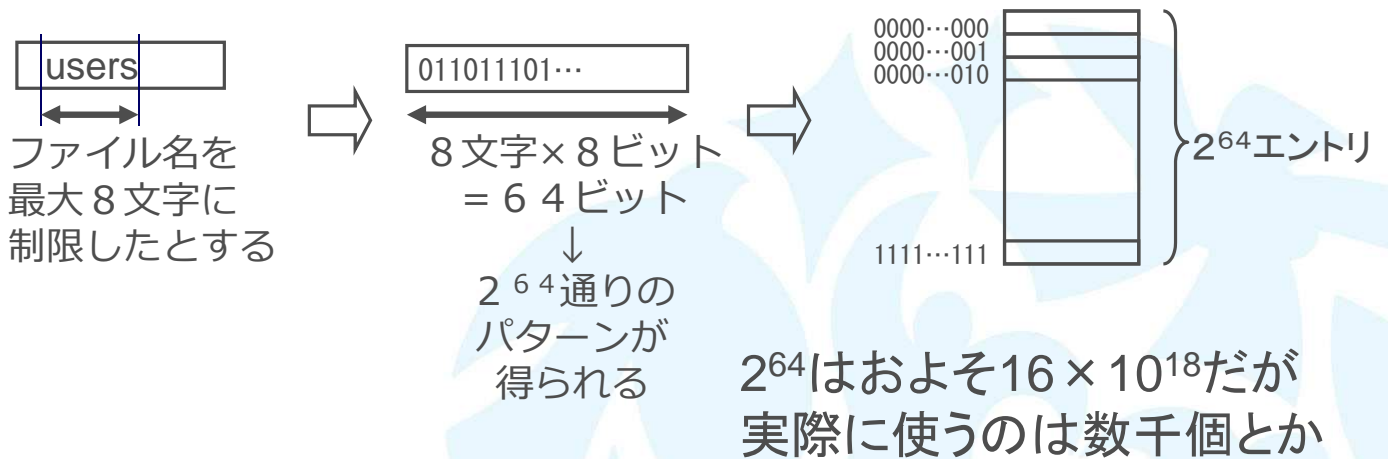 users
ファイル名を
最大８文字に
制限したとする
011011101…
８文字×８ビット
=６４ビット
↓
２⁶⁴通りの
パターンが
得られる
0000…000
0000…001
0000…010
1111…111
2⁶⁴エントリ
2⁶⁴はおよそ16×10¹⁸だが
実際に使うのは数千個とか